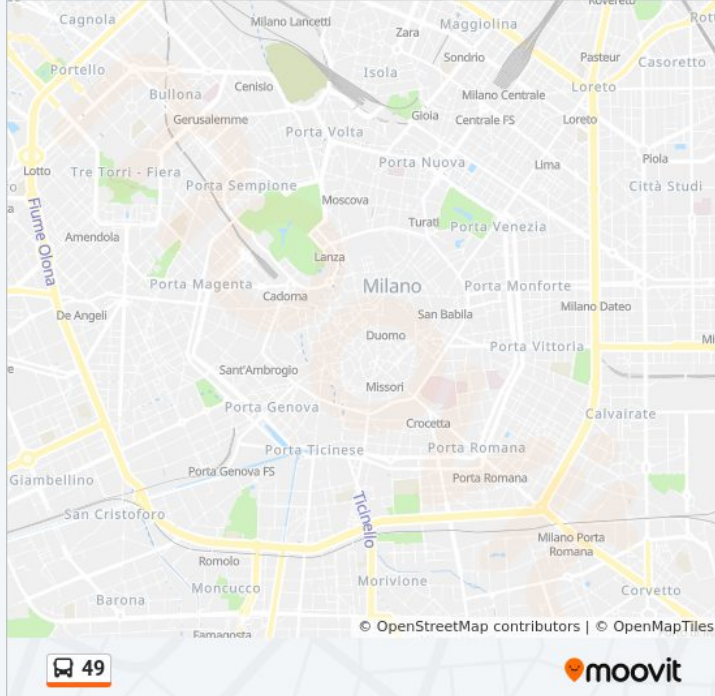 Rovereto
Cagnola
Milano Lancetti
Maggiolina
Rott
Zara
Sondrio
Pasteur
Casoretto
Portello
Isola
Loreto
Bullona
Cenisio
Milano Centrale
Gerusalemme
Gioia
Centrale FS
Loreto
Porta Volta
Lotto
Tre Torri - Fiera
Porta Nuova
Lima
Piola
Porta Sempione
Città Studi
o
a
Moscova
Fiume Olona
Amendola
Turati
Porta Venezia
Lanza
Porta Magenta
Cadorna
Milano
Porta Monforte
De Angeli
San Babila
Milano Dateo
Duomo
Porta Vittoria
Mi
e
Sant'Ambrogio
Missori
Porta Genova
Crocetta
Calvairate
Porta Ticinese
Porta Romana
Giambellino
Porta Genova FS
Porta Romana
San Cristoforo
Ticinello
Milano Porta
Romana
Romolo
Moncucco
Morivione
Corvetto
Barona
Famagosta
© OpenStreetMap contributors | © OpenMapTiles
49
moovit